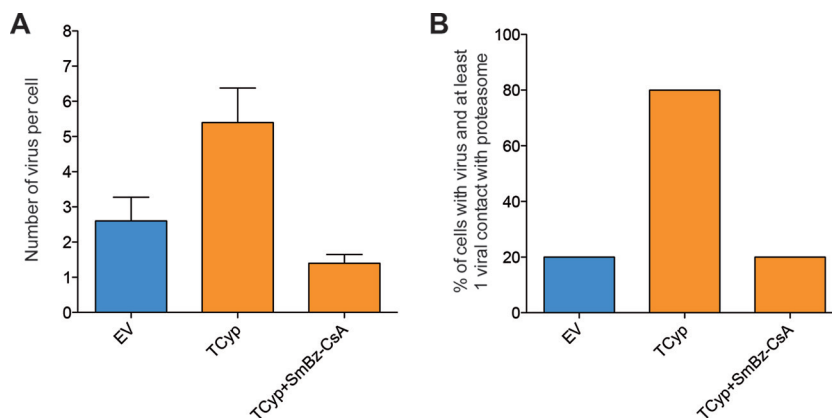 A
Number of virus per cell
8
7
6
5
4
3
2
1
0
EV
TCyp
TCyp+SmBz-CsA
B
% of cells with virus and at least
1 viral contact with proteasome
100
80
60
40
20
0
EV
TCyp
TCyp+SmBz-CsA